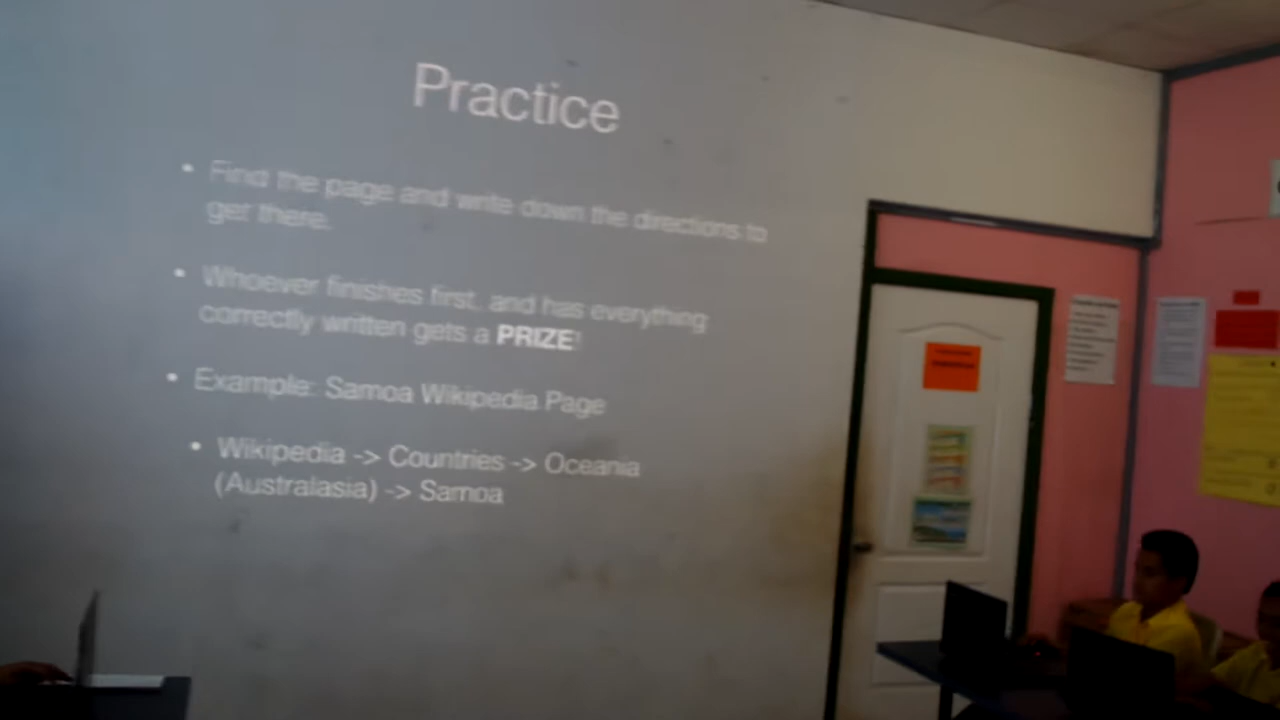 Practice
• Find the page and write down the directions to
get there.
• Whoever finishes first, and has everything
correctly written gets a PRIZE!
• Example: Samoa Wikipedia Page
• Wikipedia -> Countries -> Oceania
(Australasia) -> Samoa